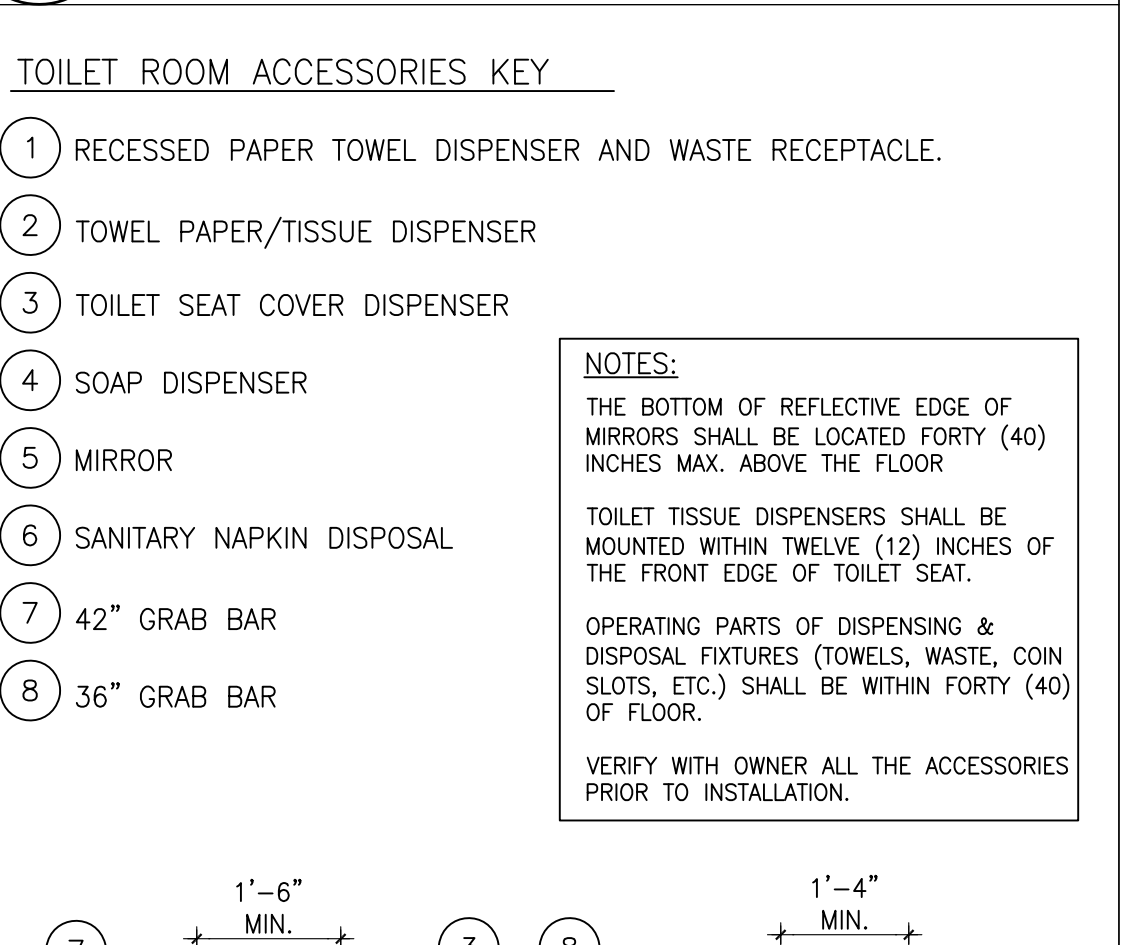 TOILET ROOM ACCESSORIES KEY
1 RECESSED PAPER TOWEL DISPENSER AND WASTE RECEPTACLE.
2 TOWEL PAPER/TISSUE DISPENSER
3 TOILET SEAT COVER DISPENSER
4 SOAP DISPENSER
5 MIRROR
6 SANITARY NAPKIN DISPOSAL
7 42" GRAB BAR
8 36" GRAB BAR
NOTES:
THE BOTTOM OF REFLECTIVE EDGE OF
MIRRORS SHALL BE LOCATED FORTY (40)
INCHES MAX. ABOVE THE FLOOR
TOILET TISSUE DISPENSERS SHALL BE
MOUNTED WITHIN TWELVE (12) INCHES OF
THE FRONT EDGE OF TOILET SEAT.
OPERATING PARTS OF DISPENSING &
DISPOSAL FIXTURES (TOWELS, WASTE, COIN
SLOTS, ETC.) SHALL BE WITHIN FORTY (40)
OF FLOOR.
VERIFY WITH OWNER ALL THE ACCESSORIES
PRIOR TO INSTALLATION.
1'-6"
MIN.
1'-4"
MIN.